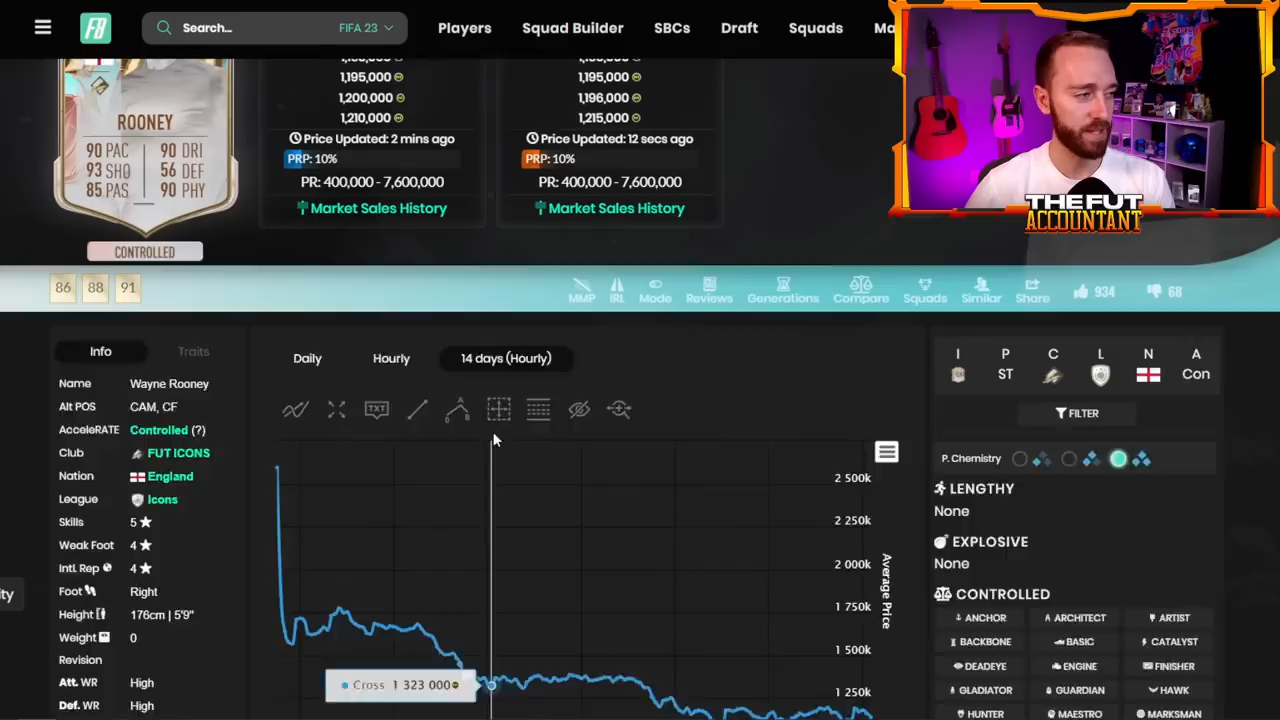 F8
Search...
FIFA 23
Players
Squad Builder
SBCs
Draft
Squads
Ma
ROONEY
90 PAC
90 DRI
93 SHO
56 DEF
85 PAS
90 PHY
CONTROLLED
1,195,000
1,200,000
1,210,000
Price Updated: 2 mins ago
PRP: 10%
PR: 400,000 - 7,600,000
Market Sales History
1,195,000
1,196,000
1,215,000
Price Updated: 12 secs ago
PRP: 10%
PR: 400,000 - 7,600,000
Market Sales History
THE FUT
ACCOUNTANT
86
88
91
MMP
IRL
Mode
Reviews
Generations
Compare
Squads
Similar
Share
934
68
Info
Traits
Name Wayne Rooney
Alt POS CAM, CF
AcceleRATE Controlled (?)
Club FUT ICONS
Nation England
League Icons
Skills 5
Weak Foot 4
Intl. Rep 4
Foot Right
Height 176cm | 5'9"
Weight 0
Revision
Att. WR High
Def. WR High
ty
Daily
Hourly
14 days (Hourly)
TXT
2 500k
2 250k
2 000k
1 750k
1 500k
1 250k
Average Price
Cross 1 323 000
I P C L N A
ST Con
FILTER
P. Chemistry
LENGTHY
None
EXPLOSIVE
None
CONTROLLED
ANCHOR ARCHITECT ARTIST
BACKBONE BASIC CATALYST
DEADEYE ENGINE FINISHER
GLADIATOR GUARDIAN HAWK
HUNTER MAESTRO MARKSMAN